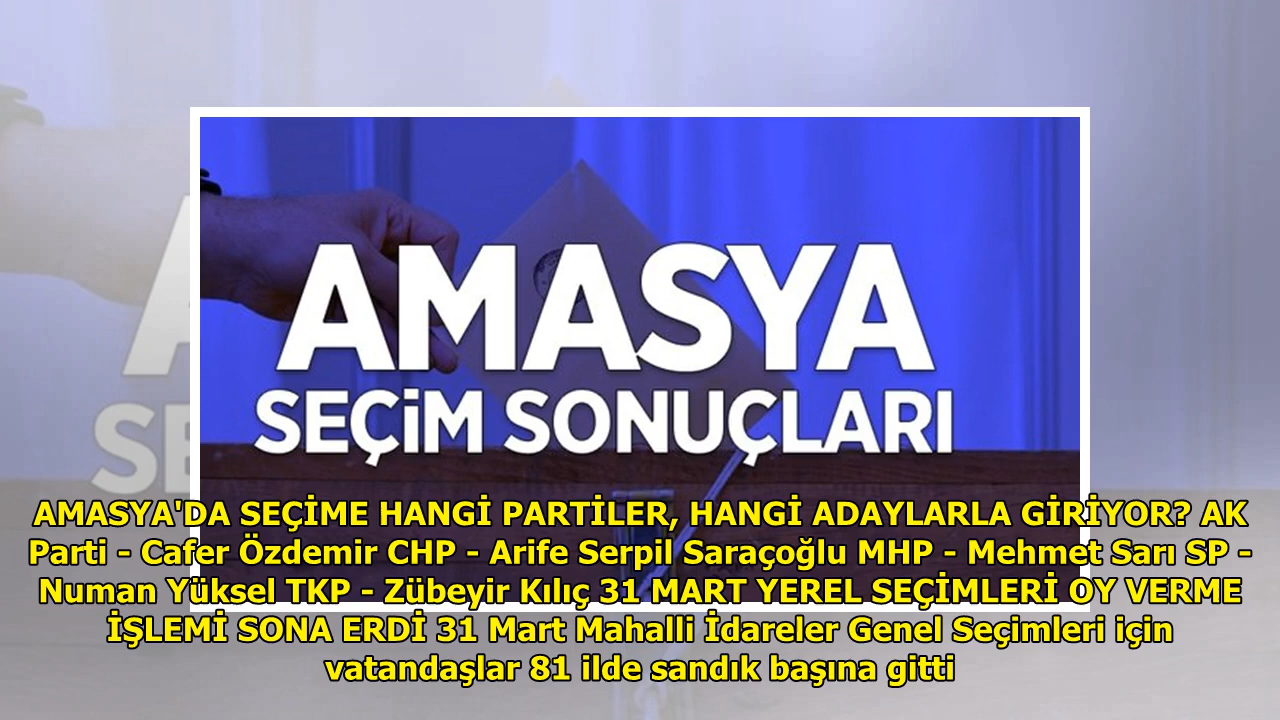 AMASYA
SEÇİM SONUÇLARI
AMASYA'DA SEÇİME HANGİ PARTİLER, HANGİ ADAYLARLA GİRİYOR? AK
Parti - Cafer Özdemir CHP - Arife Serpil Saraçoğlu MHP - Mehmet Sarı SP -
Numan Yüksel TKP - Zübeyir Kılıç 31 MART YEREL SEÇİMLERİ OY VERME
İŞLEMİ SONA ERDİ 31 Mart Mahalli İdareler Genel Seçimleri için
vatandaşlar 81 ilde sandık başına gitti